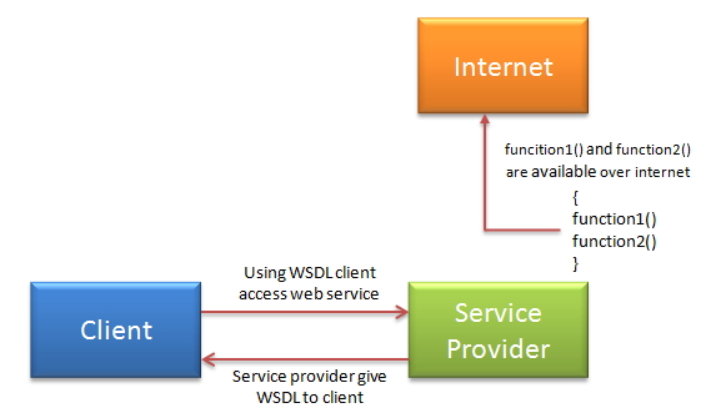 Internet
funcition1() and function2()
are available over internet
{
function1()
function2()
}
Using WSDL client
access web service
Client
Service
Provider
Service provider give
WSDL to client